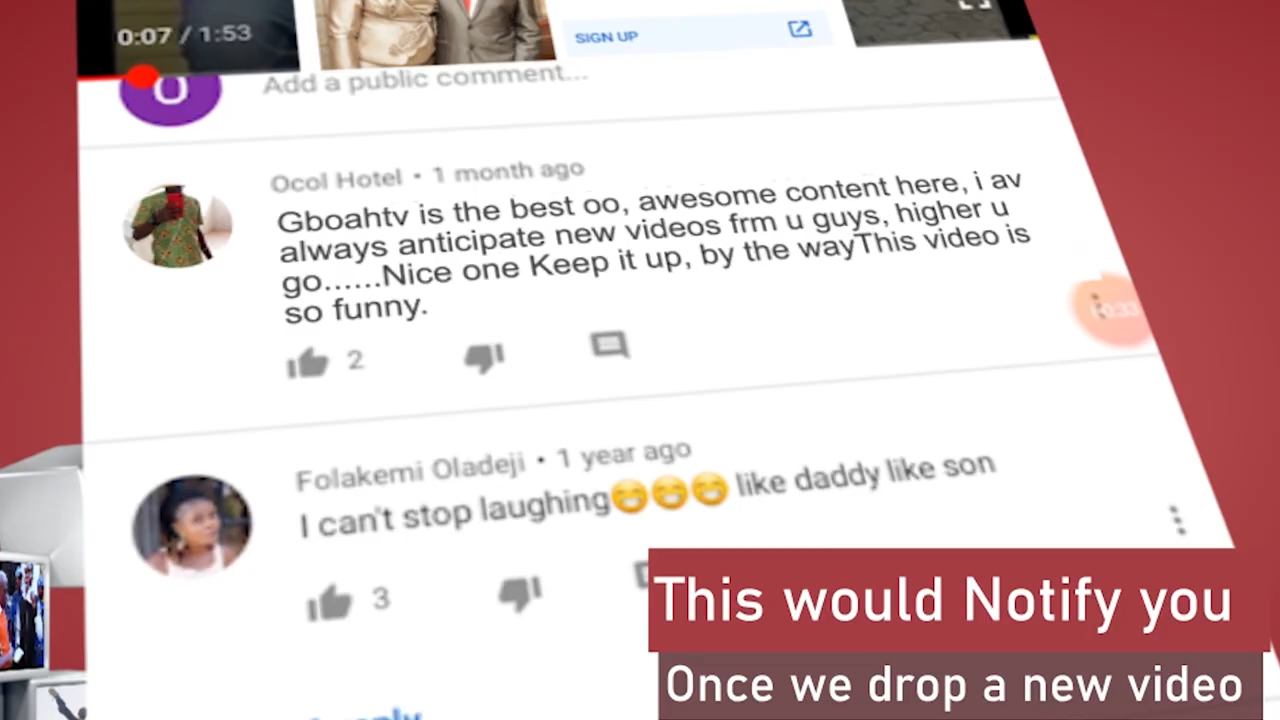 0:07 / 1:53
SIGN UP
Add a public comment...
Ocol Hotel • 1 month ago
Gboahtv is the best oo, awesome content here, i av
always anticipate new videos frm u guys, higher u
go......Nice one Keep it up, by the wayThis video is
so funny.
2
Folakemi Oladeji • 1 year ago
I can't stop laughing😁😁😁 like daddy like son
3
This would Notify you
Once we drop a new video